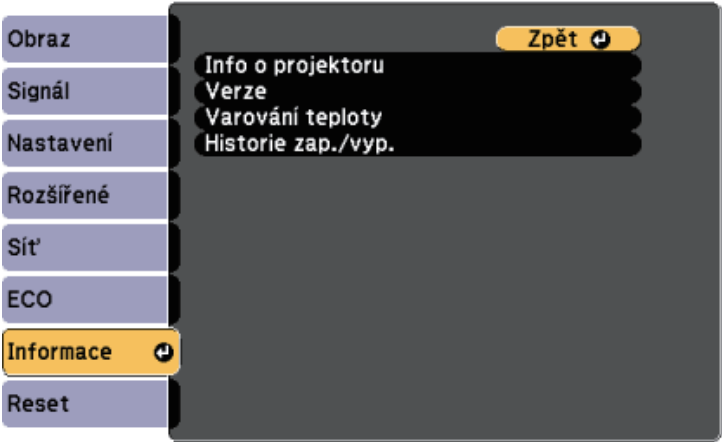 Obraz
Signál
Nastavení
Rozšířené
Síť
ECO
Informace
Reset
Zpět
Info o projektoru
Verze
Varování teploty
Historie zap./vyp.